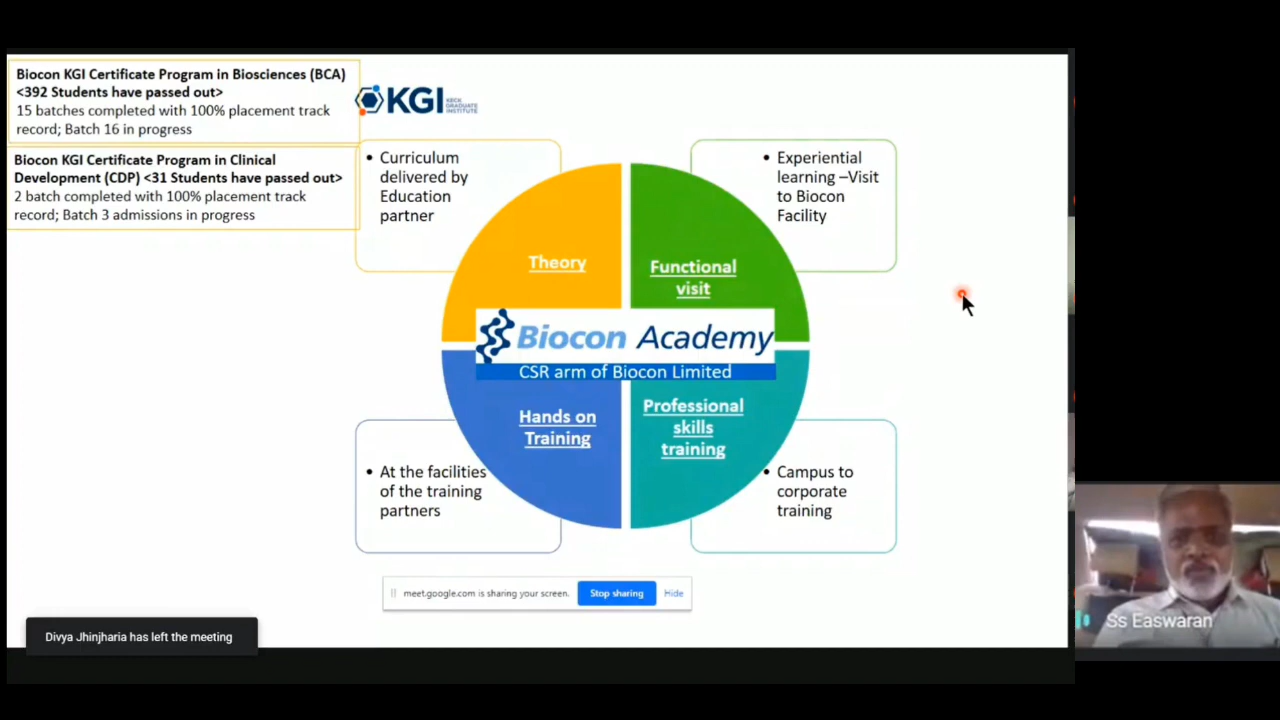 Biocon KGI Certificate Program in Biosciences (BCA)
<392 Students have passed out>
15 batches completed with 100% placement track
record; Batch 16 in progress
Biocon KGI Certificate Program in Clinical
Development (CDP) <31 Students have passed out>
2 batch completed with 100% placement track
record; Batch 3 admissions in progress
KGI
KECK
GRADUATE
INSTITUTE
• Curriculum
delivered by
Education
partner
• Experiential
learning –Visit
to Biocon
Facility
Theory
Functional
visit
Biocon Academy
CSR arm of Biocon Limited
Hands on
Training
Professional
skills
training
• At the facilities
of the training
partners
• Campus to
corporate
training
meet.google.com is sharing your screen.
Stop sharing
Hide
Divya Jhinjharia has left the meeting
Ss Easwaran